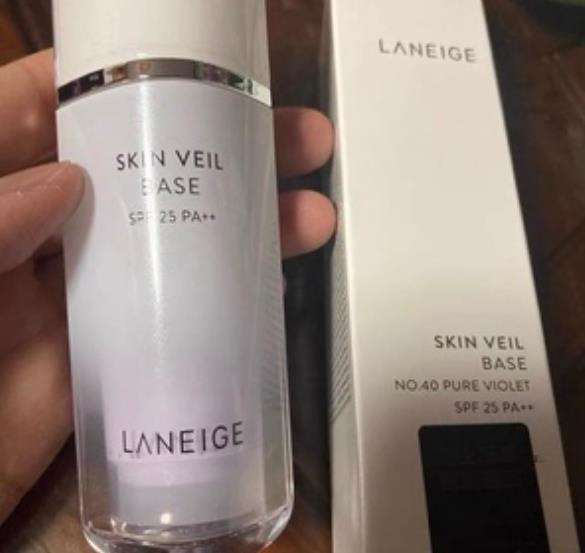 SKIN VEIL
BASE
SPF 25 PA++
LANEIGE
LANEIGE
SKIN VEIL
BASE
NO.40 PURE VIOLET
SPF 25 PA++